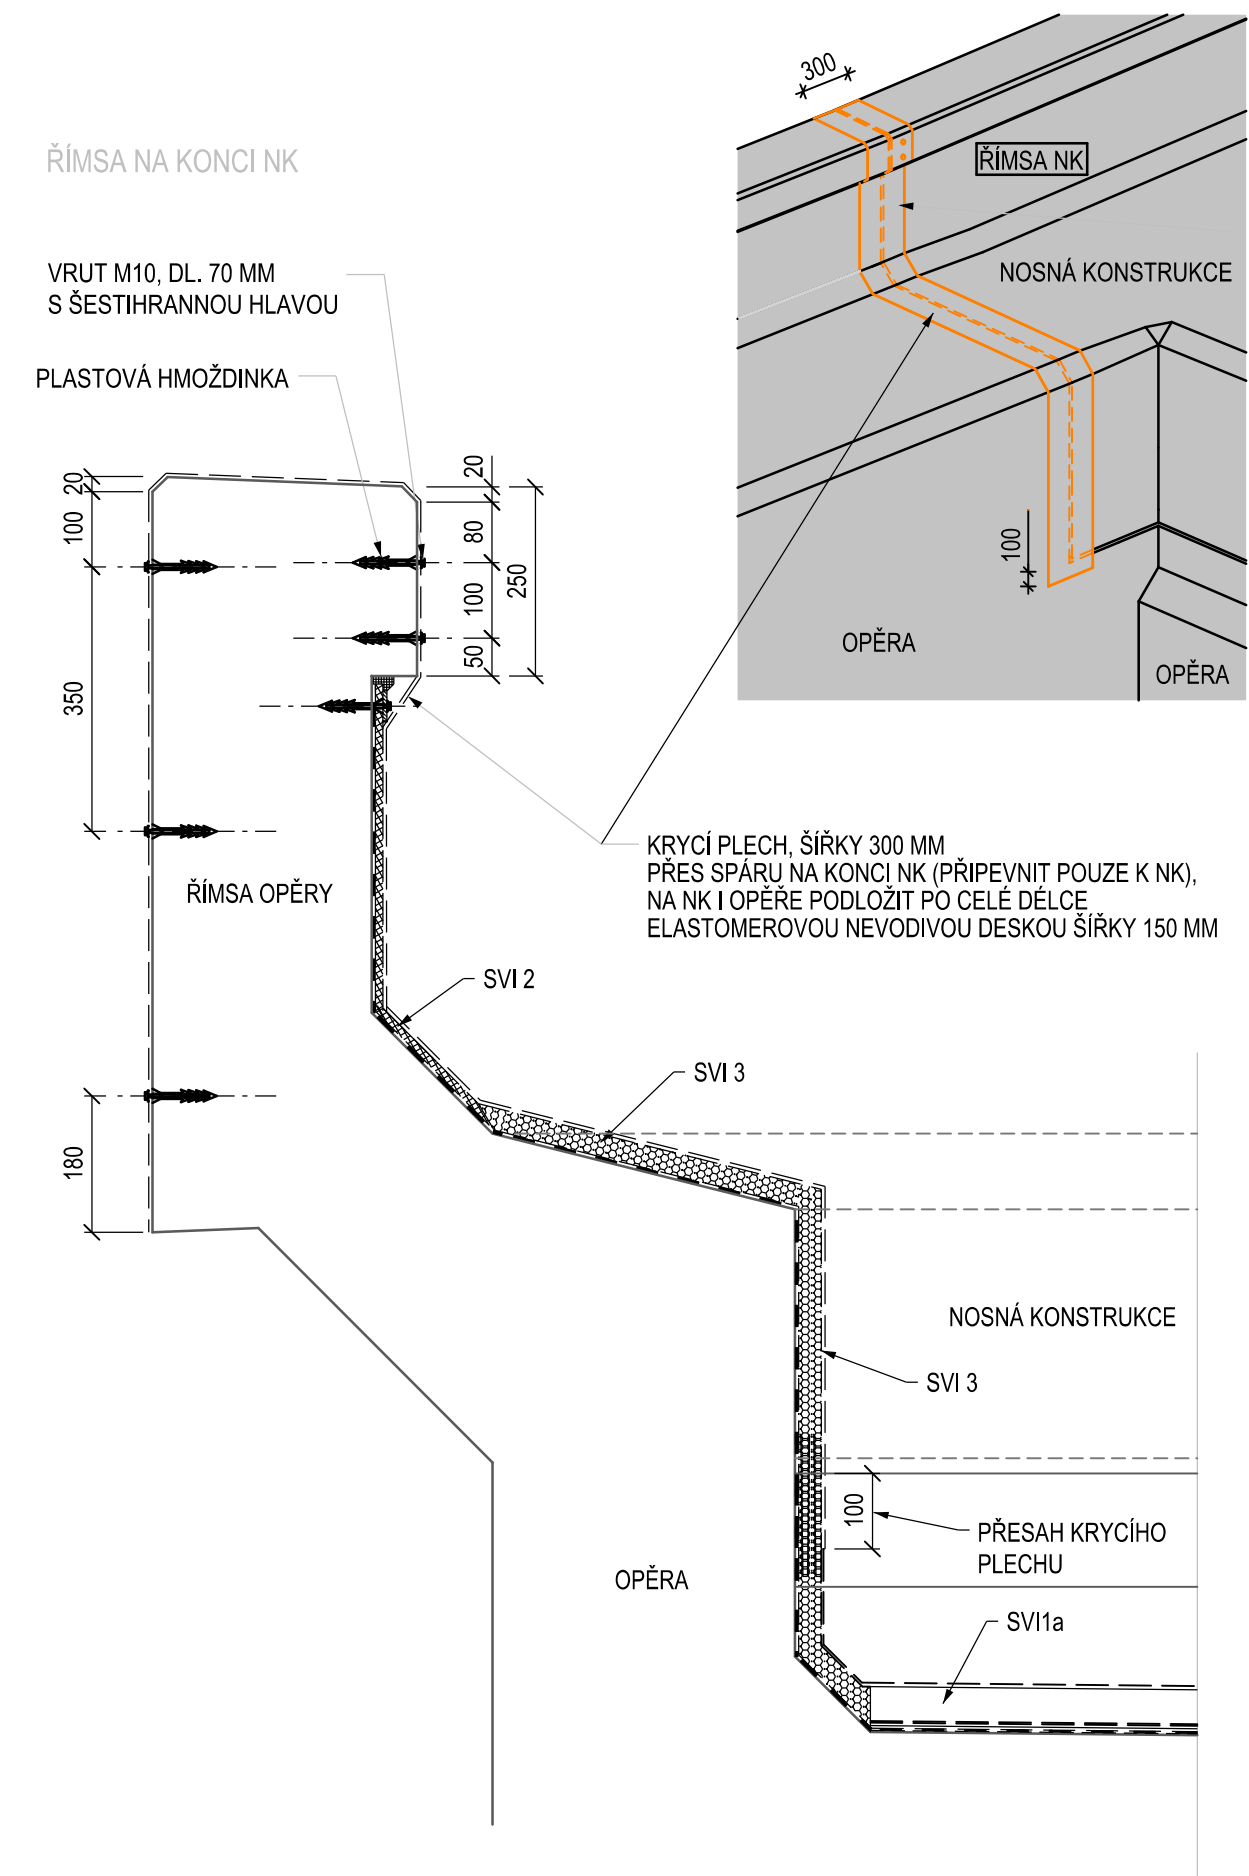 ŘÍMSA NA KONCI NK
300
ŘÍMSA NK
NOSNÁ KONSTRUKCE
VRUT M10, DL. 70 MM
S ŠESTIHRANNOU HLAVOU
PLASTOVÁ HMOŽDINKA
20
100
350
180
20
80
100
50
250
100
OPĚRA
OPĚRA
KRYCÍ PLECH, ŠÍŘKY 300 MM
PŘES SPÁRU NA KONCI NK (PŘIPEVNIT POUZE K NK),
NA NK I OPĚŘE PODLOŽIT PO CELÉ DÉLCE
ELASTOMEROVOU NEVODIVOU DESKOU ŠÍŘKY 150 MM
ŘÍMSA OPĚRY
SVI 2
SVI 3
NOSNÁ KONSTRUKCE
SVI 3
100
PŘESAH KRYCÍHO
PLECHU
OPĚRA
SVI1a